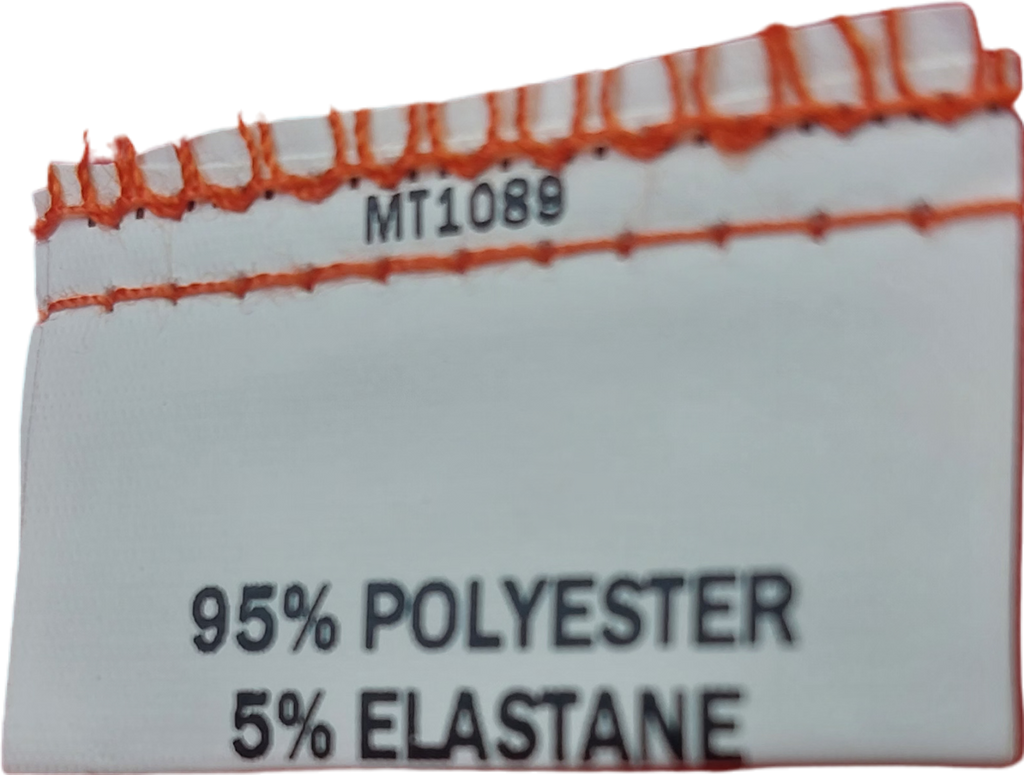 MT1089
95% POLYESTER
5% ELASTANE